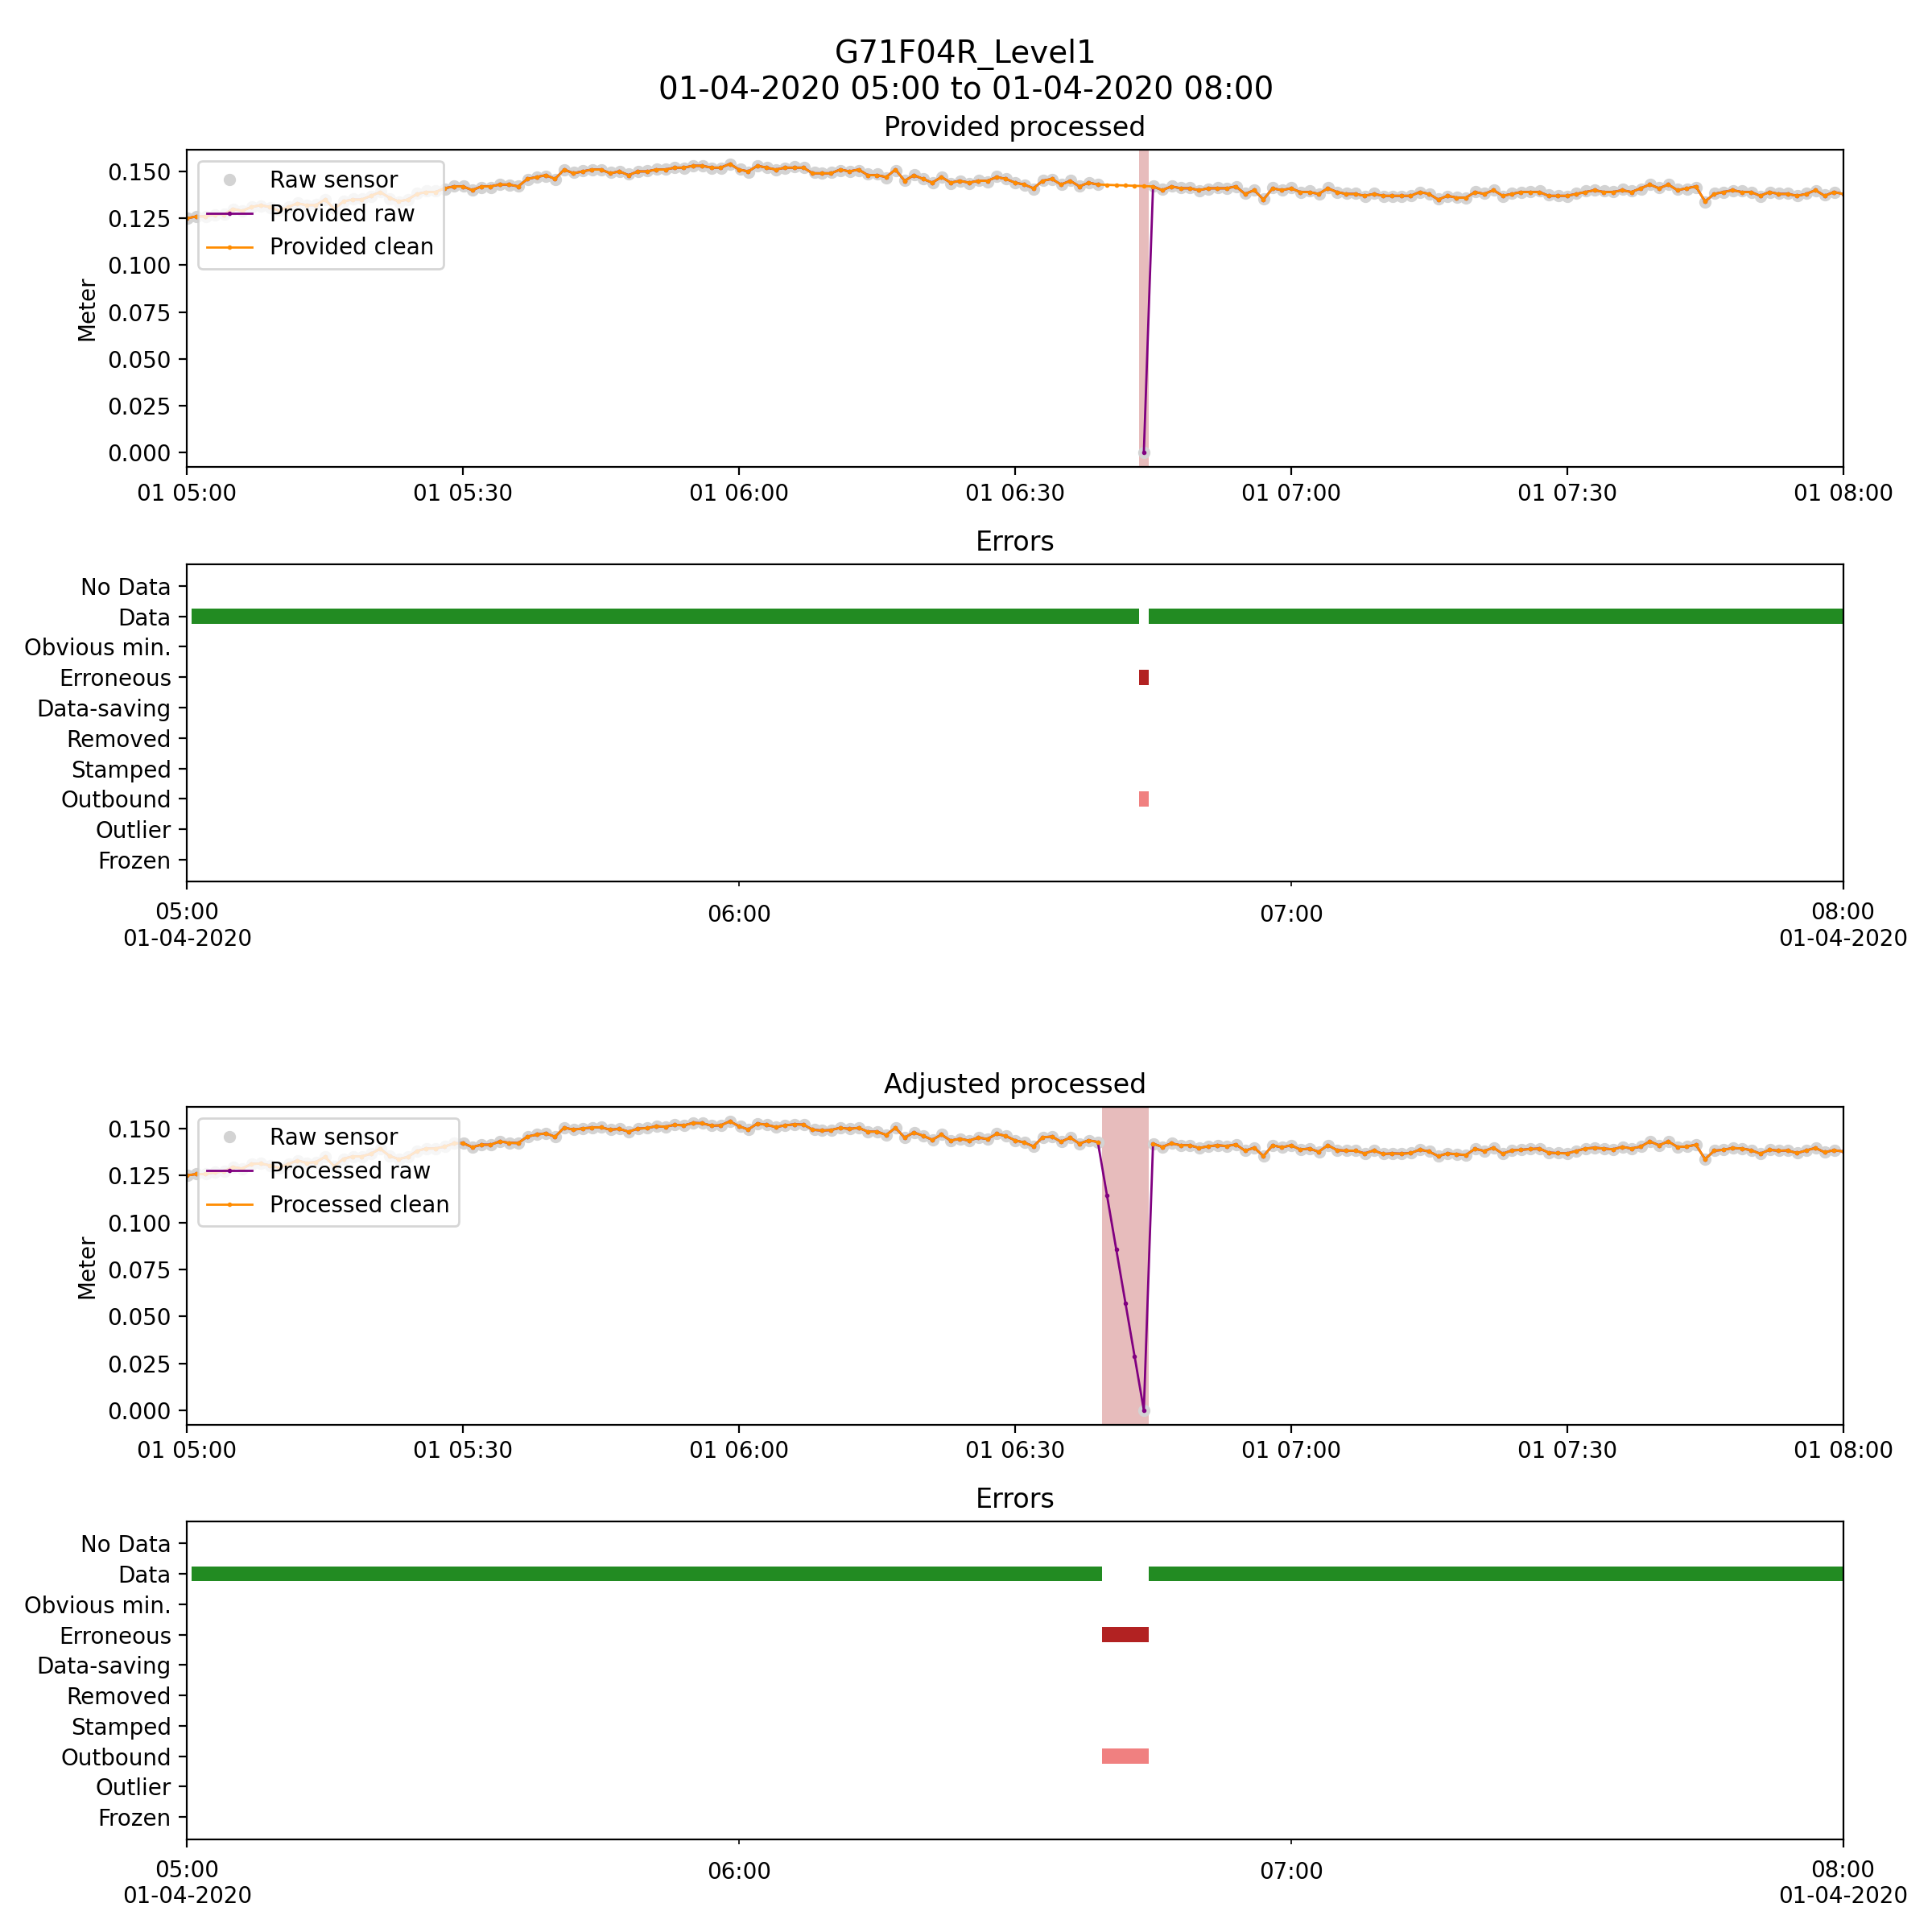 G71F04R_Level1
01-04-2020 05:00 to 01-04-2020 08:00
Provided processed
0.150
0.125
0.100
0.075
0.050
0.025
0.000
Meter
Raw sensor
Provided raw
Provided clean
01 05:00 01 05:30 01 06:00 01 06:30 01 07:00 01 07:30 01 08:00
Errors
No Data
Data
Obvious min.
Erroneous
Data-saving
Removed
Stamped
Outbound
Outlier
Frozen
05:00 06:00 07:00 08:00
01-04-2020 01-04-2020
Adjusted processed
0.150
0.125
0.100
0.075
0.050
0.025
0.000
Meter
Raw sensor
Processed raw
Processed clean
01 05:00 01 05:30 01 06:00 01 06:30 01 07:00 01 07:30 01 08:00
Errors
No Data
Data
Obvious min.
Erroneous
Data-saving
Removed
Stamped
Outbound
Outlier
Frozen
05:00 06:00 07:00 08:00
01-04-2020 01-04-2020